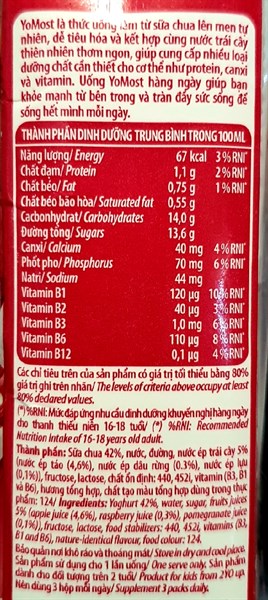 YoMost là thức uống làm từ sữa chua lên men tự
nhiên, dễ tiêu hóa và kết hợp cùng nước trái cây
thiên nhiên thơm ngon, giúp cung cấp nhiều loại
dưỡng chất cần thiết cho cơ thể như protein, canxi
và vitamin. Uống YoMost hàng ngày giúp bạn
khỏe mạnh từ bên trong và tràn đầy sức sống để
sống hết mình mỗi ngày.
THÀNH PHẦN DINH DƯỠNG TRUNG BÌNH TRONG 100ML
Năng lượng/ Energy 67 kcal 3%RNI*
Chất đạm/ Protein 1,1 g 2%RNI*
Chất béo/ Fat 0,75 g 1%RNI*
Chất béo bão hòa/ Saturated fat 0,55 g
Cacbonhydrat/ Carbohydrates 14,0 g
Đường tổng/ Sugars 13,6 g
Canxi/ Calcium 40 mg 4%RNI*
Phốt pho/ Phosphorus 70 mg 6%RNI*
Natri/ Sodium 44 mg
Vitamin B1 120 µg 10%RNI*
Vitamin B2 40 µg 3%RNI*
Vitamin B3 1,0 mg 6%RNI*
Vitamin B6 110 µg 8%RNI*
Vitamin B12 0,1 µg 4%RNI*
Các chỉ tiêu trên của sản phẩm có giá trị tối thiểu bằng 80%
giá trị ghi trên nhãn/ The levels of criteria above occupy at least
80% dedared values.
(*)%RNI: Mức đáp ứng nhu cầu dinh dưỡng khuyến nghị hàng ngày
cho thanh thiếu niên 16-18 tuổi/ (*) %RNI: Recommended
Nutrition intake of 16-18 years old adult.
Thành phần: Sữa chua 42%, nước, đường, nước ép trái cây 5%
(nước ép táo (4,6%), nước ép dâu rừng (0.3%), nước ép lựu
(0,1%)), fructose, lactose, chất ổn định: 440, 452i, vitamin (B3, B1
và B6), hương tổng hợp, chất tạo màu tổng hợp dùng trong thực
phẩm: 124/ Ingredients: Yoghurt 42%, water, sugar, fruits juices
5% (apple juice (4,6%), raspberry juice (0,3%), pomegranate juice
(0,1%)), fructose, lactose, food stabilizers: 440, 452i, vitamins (B3,
B1 and B6), nature-identical flavour, food colour: 124.
Bảo quản nơi khô ráo và thoáng mát/ Store in dry and cool place.
Sản phẩm sử dụng cho 1 lần uống/ One serve only. Sản phẩm
dành cho đối tượng trên 2 tuổi/ Product for kids from 2YO up.
Nên dùng 3 hộp mỗi ngày/ Supplement 3 packs daily.